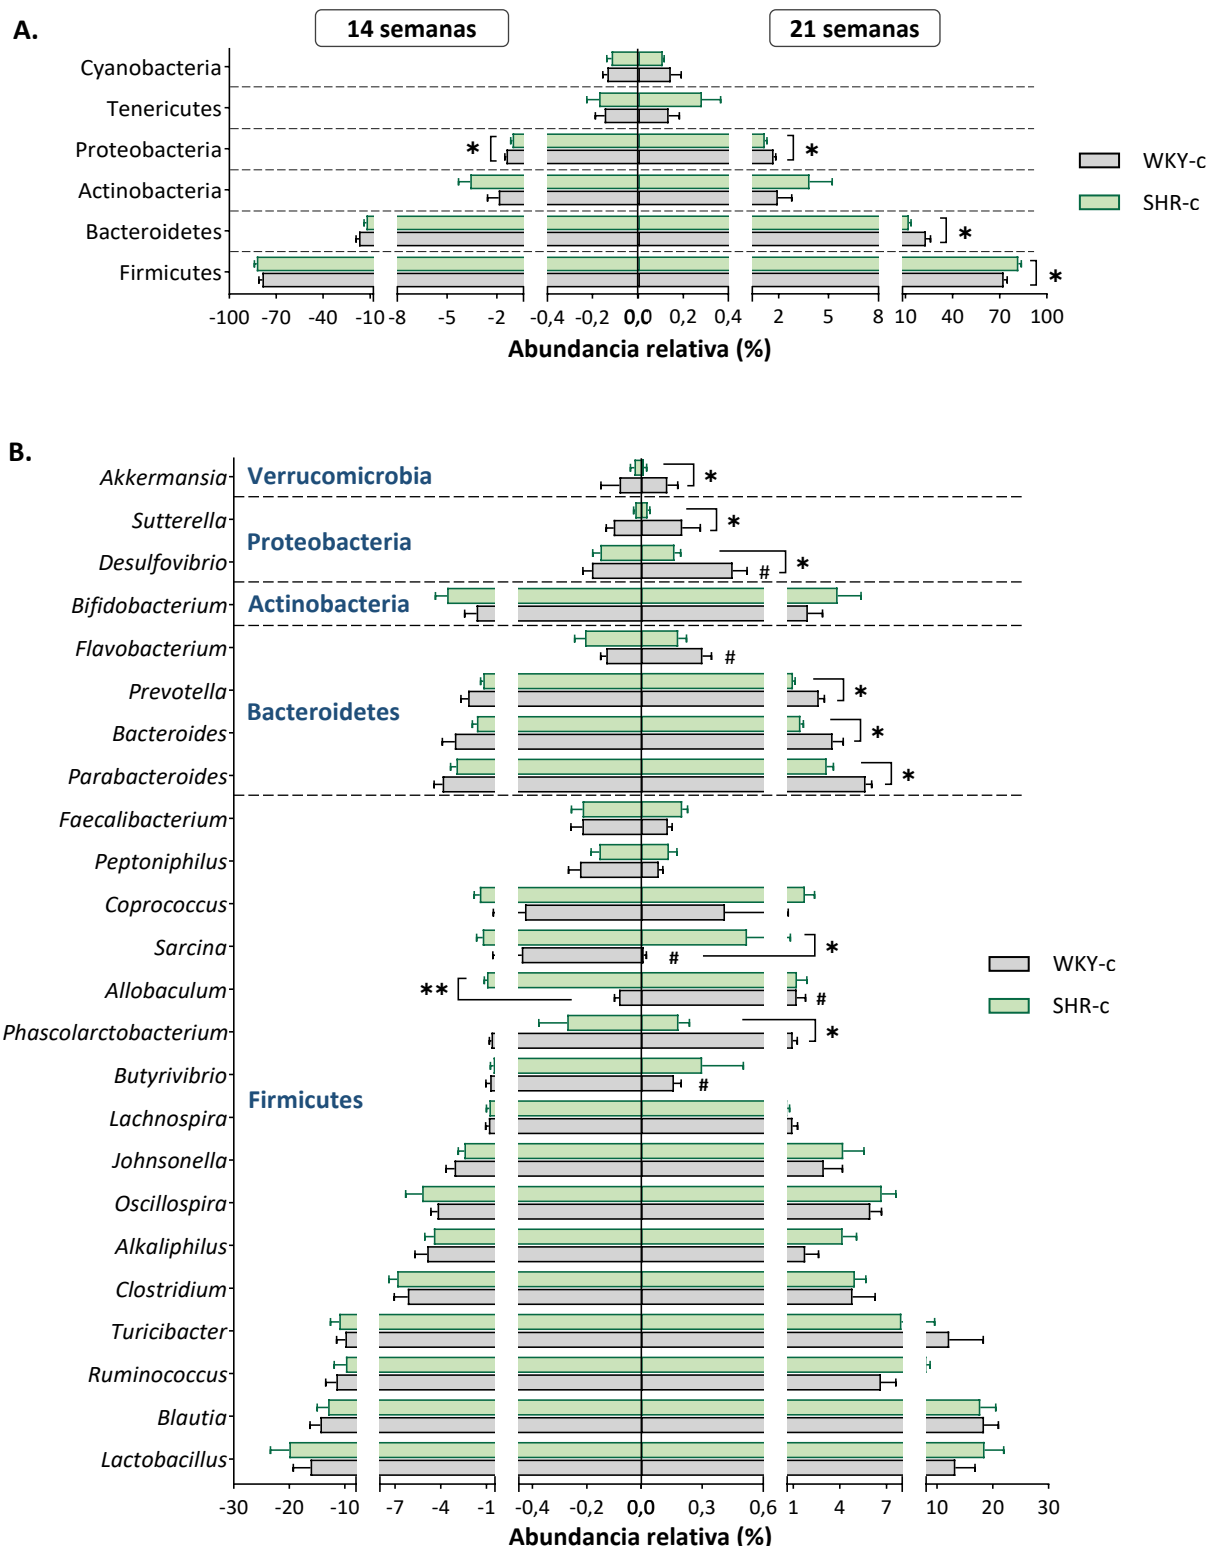 A.
14 semanas
21 semanas
Cyanobacteria
Tenericutes
Proteobacteria
* *
Actinobacteria
Bacteroidetes
*
Firmicutes
*
WKY-c
SHR-c
-100 -70 -40 -10 -8 -5 -2 -0,4 -0,2 0,0 0,2 0,4 2 5 8 10 40 70 100
Abundancia relativa (%)
B.
Akkermansia Verrucomicrobia *
Sutterella *
Proteobacteria
Desulfovibrio # *
Bifidobacterium Actinobacteria
Flavobacterium #
Prevotella *
Bacteroidetes
Bacteroides *
Parabacteroides *
Faecalibacterium
Peptoniphilus
Coprococcus
Sarcina # *
Allobaculum ** #
Phascolarctobacterium *
Butyrivibrio #
Firmicutes
Lachnospira
Johnsonella
Oscillospira
Alkaliphilus
Clostridium
Turicibacter
Ruminococcus
Blautia
Lactobacillus
WKY-c
SHR-c
-30 -20 -10 -7 -4 -1 -0,4 -0,2 0,0 0,3 0,6 1 4 7 10 20 30
Abundancia relativa (%)